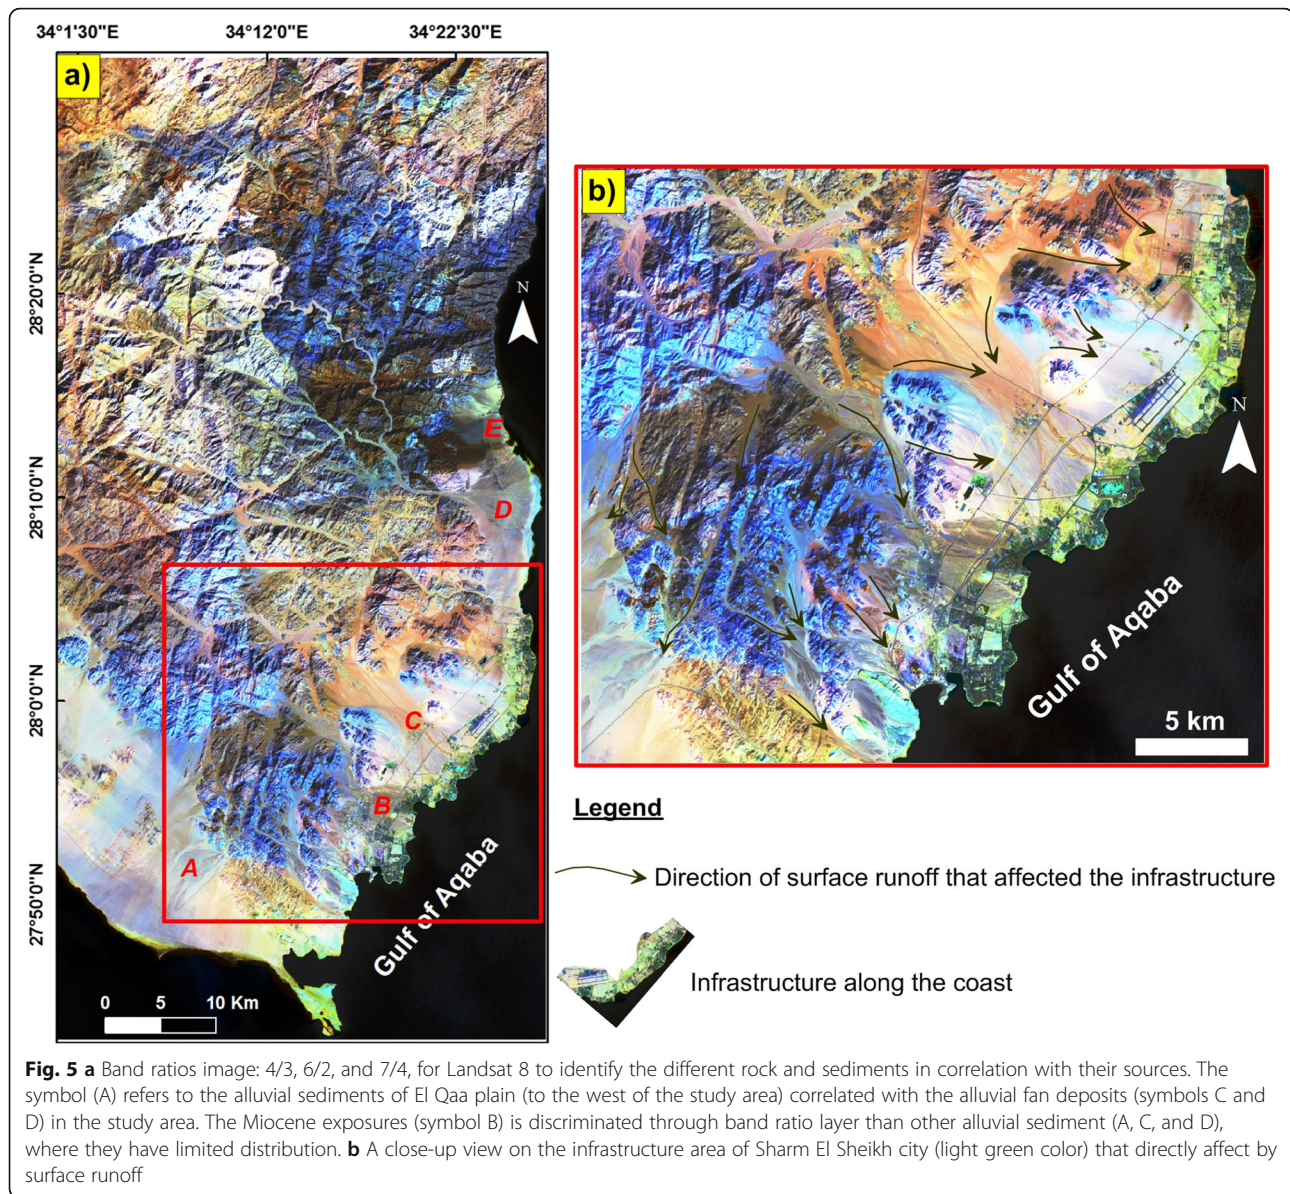 34°1'30"E 34°12'0"E 34°22'30"E
a)
28°20'0"N
28°10'0"N
28°0'0"N
27°50'0"N
N
E
D
C
B
A
Gulf of Aqaba
0 5 10 Km
b)
N
Gulf of Aqaba
5 km
Legend
Direction of surface runoff that affected the infrastructure
Infrastructure along the coast
Fig. 5 a Band ratios image: 4/3, 6/2, and 7/4, for Landsat 8 to identify the different rock and sediments in correlation with their sources. The
symbol (A) refers to the alluvial sediments of El Qaa plain (to the west of the study area) correlated with the alluvial fan deposits (symbols C and
D) in the study area. The Miocene exposures (symbol B) is discriminated through band ratio layer than other alluvial sediment (A, C, and D),
where they have limited distribution. b A close-up view on the infrastructure area of Sharm El Sheikh city (light green color) that directly affect by
surface runoff